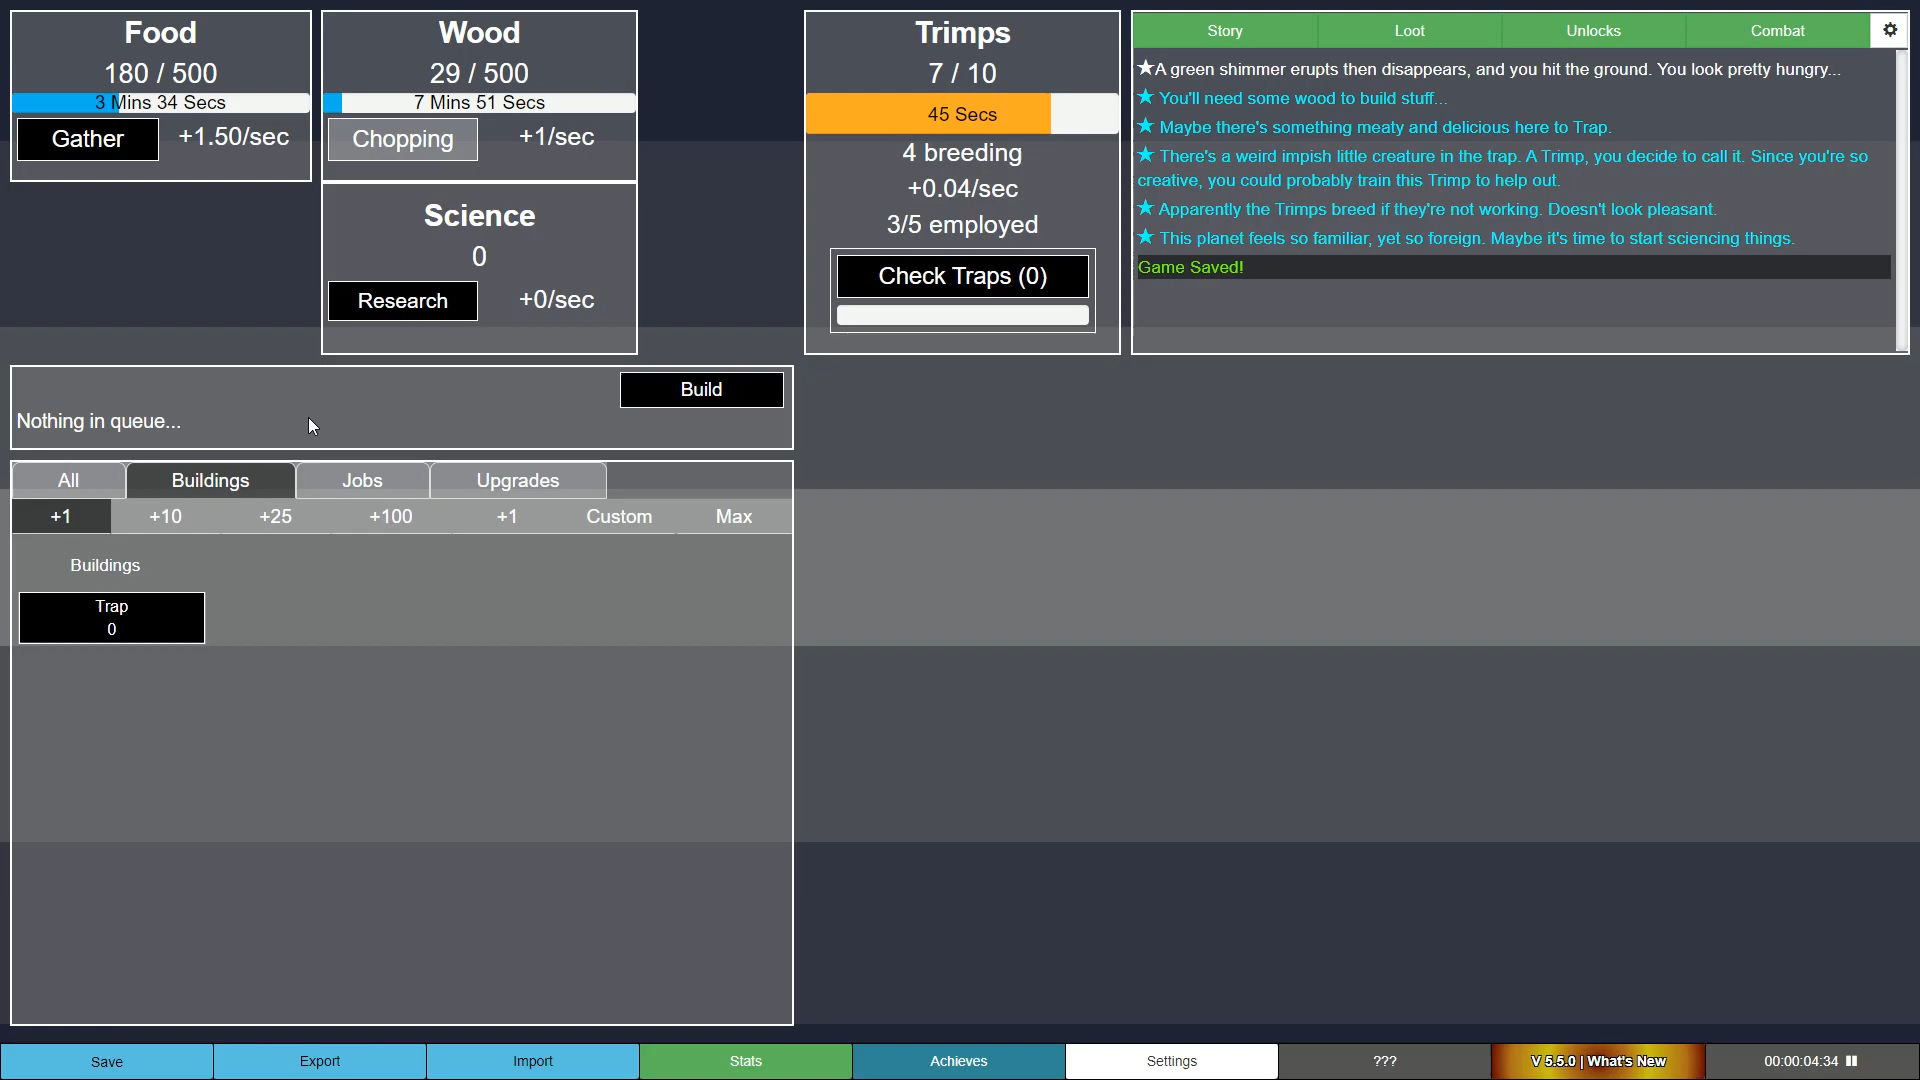 Food
180 / 500
3 Mins 34 Secs
Gather
+1.50/sec
Wood
29 / 500
7 Mins 51 Secs
Chopping
+1/sec
Science
0
Research
+0/sec
Trimps
7 / 10
45 Secs
4 breeding
+0.04/sec
3/5 employed
Check Traps (0)
Story
Loot
Unlocks
Combat
A green shimmer erupts then disappears, and you hit the ground. You look pretty hungry...
You'll need some wood to build stuff...
Maybe there's something meaty and delicious here to Trap.
There's a weird impish little creature in the trap. A Trimp, you decide to call it. Since you're so
creative, you could probably train this Trimp to help out.
Apparently the Trimps breed if they're not working. Doesn't look pleasant.
This planet feels so familiar, yet so foreign. Maybe it's time to start sciencing things.
Game Saved!
Build
Nothing in queue...
All
Buildings
Jobs
Upgrades
+1
+10
+25
+100
+1
Custom
Max
Buildings
Trap
0
Save
Export
Import
Stats
Achieves
Settings
???
V 5.5.0 | What's New
00:00:04:34